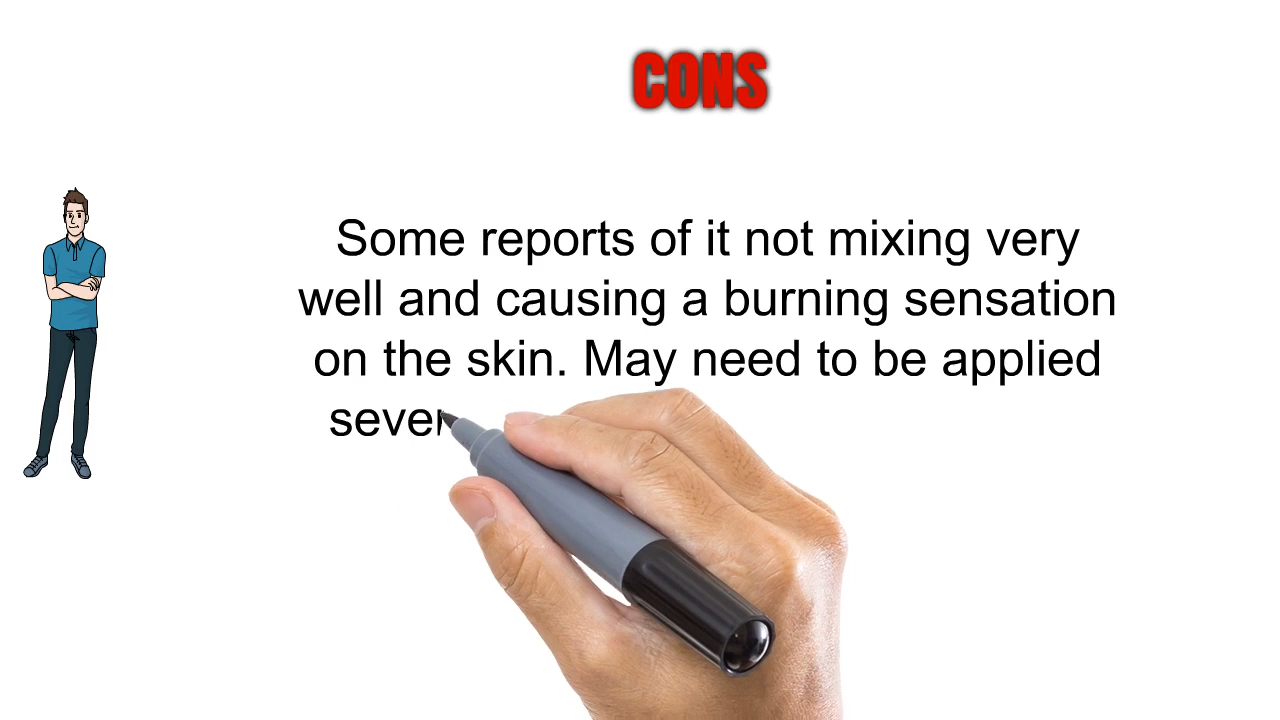 CONS
Some reports of it not mixing very
well and causing a burning sensation
on the skin. May need to be applied